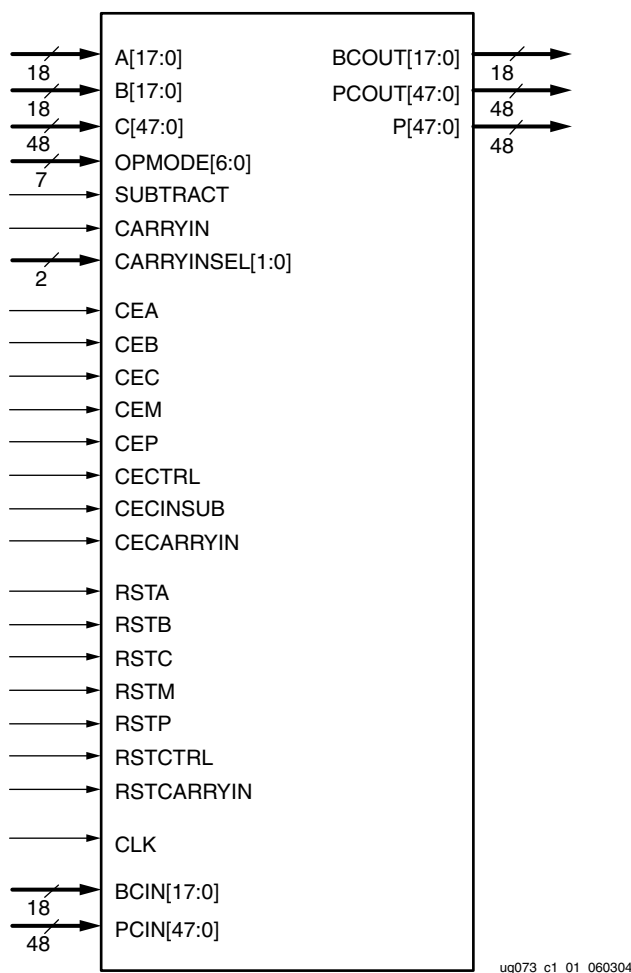 A[17:0] BCOUT[17:0]
18 18
B[17:0] PCOUT[47:0]
18 48
C[47:0] P[47:0]
48 48
OPMODE[6:0]
7
SUBTRACT
CARRYIN
CARRYINSEL[1:0]
2
CEA
CEB
CEC
CEM
CEP
CECTRL
CECINSUB
CECARRYIN
RSTA
RSTB
RSTC
RSTM
RSTP
RSTCTRL
RSTCARRYIN
CLK
BCIN[17:0]
18
PCIN[47:0]
48
ug073_c1_01_060304